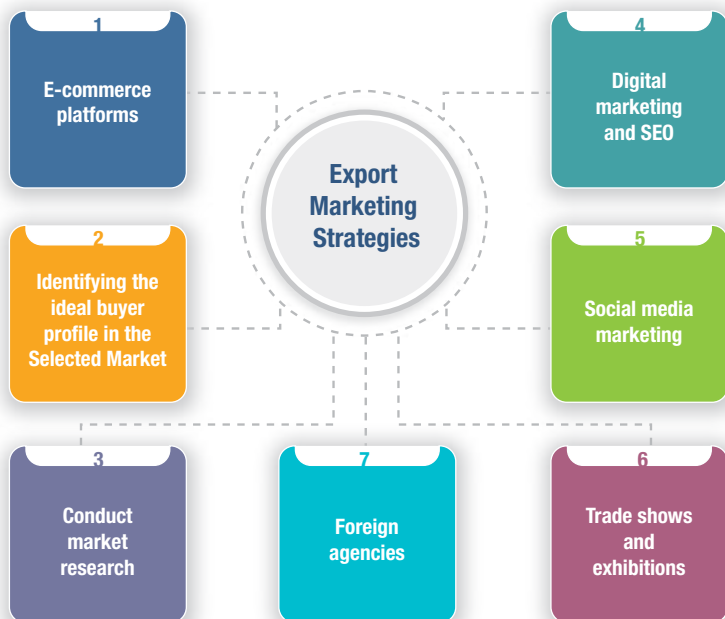 Export
Marketing
Strategies
1
E-commerce
platforms
2
Identifying the
ideal buyer
profile in the
Selected Market
3
Conduct
market
research
4
Digital
marketing
and SEO
5
Social media
marketing
6
Trade shows
and
exhibitions
7
Foreign
agencies